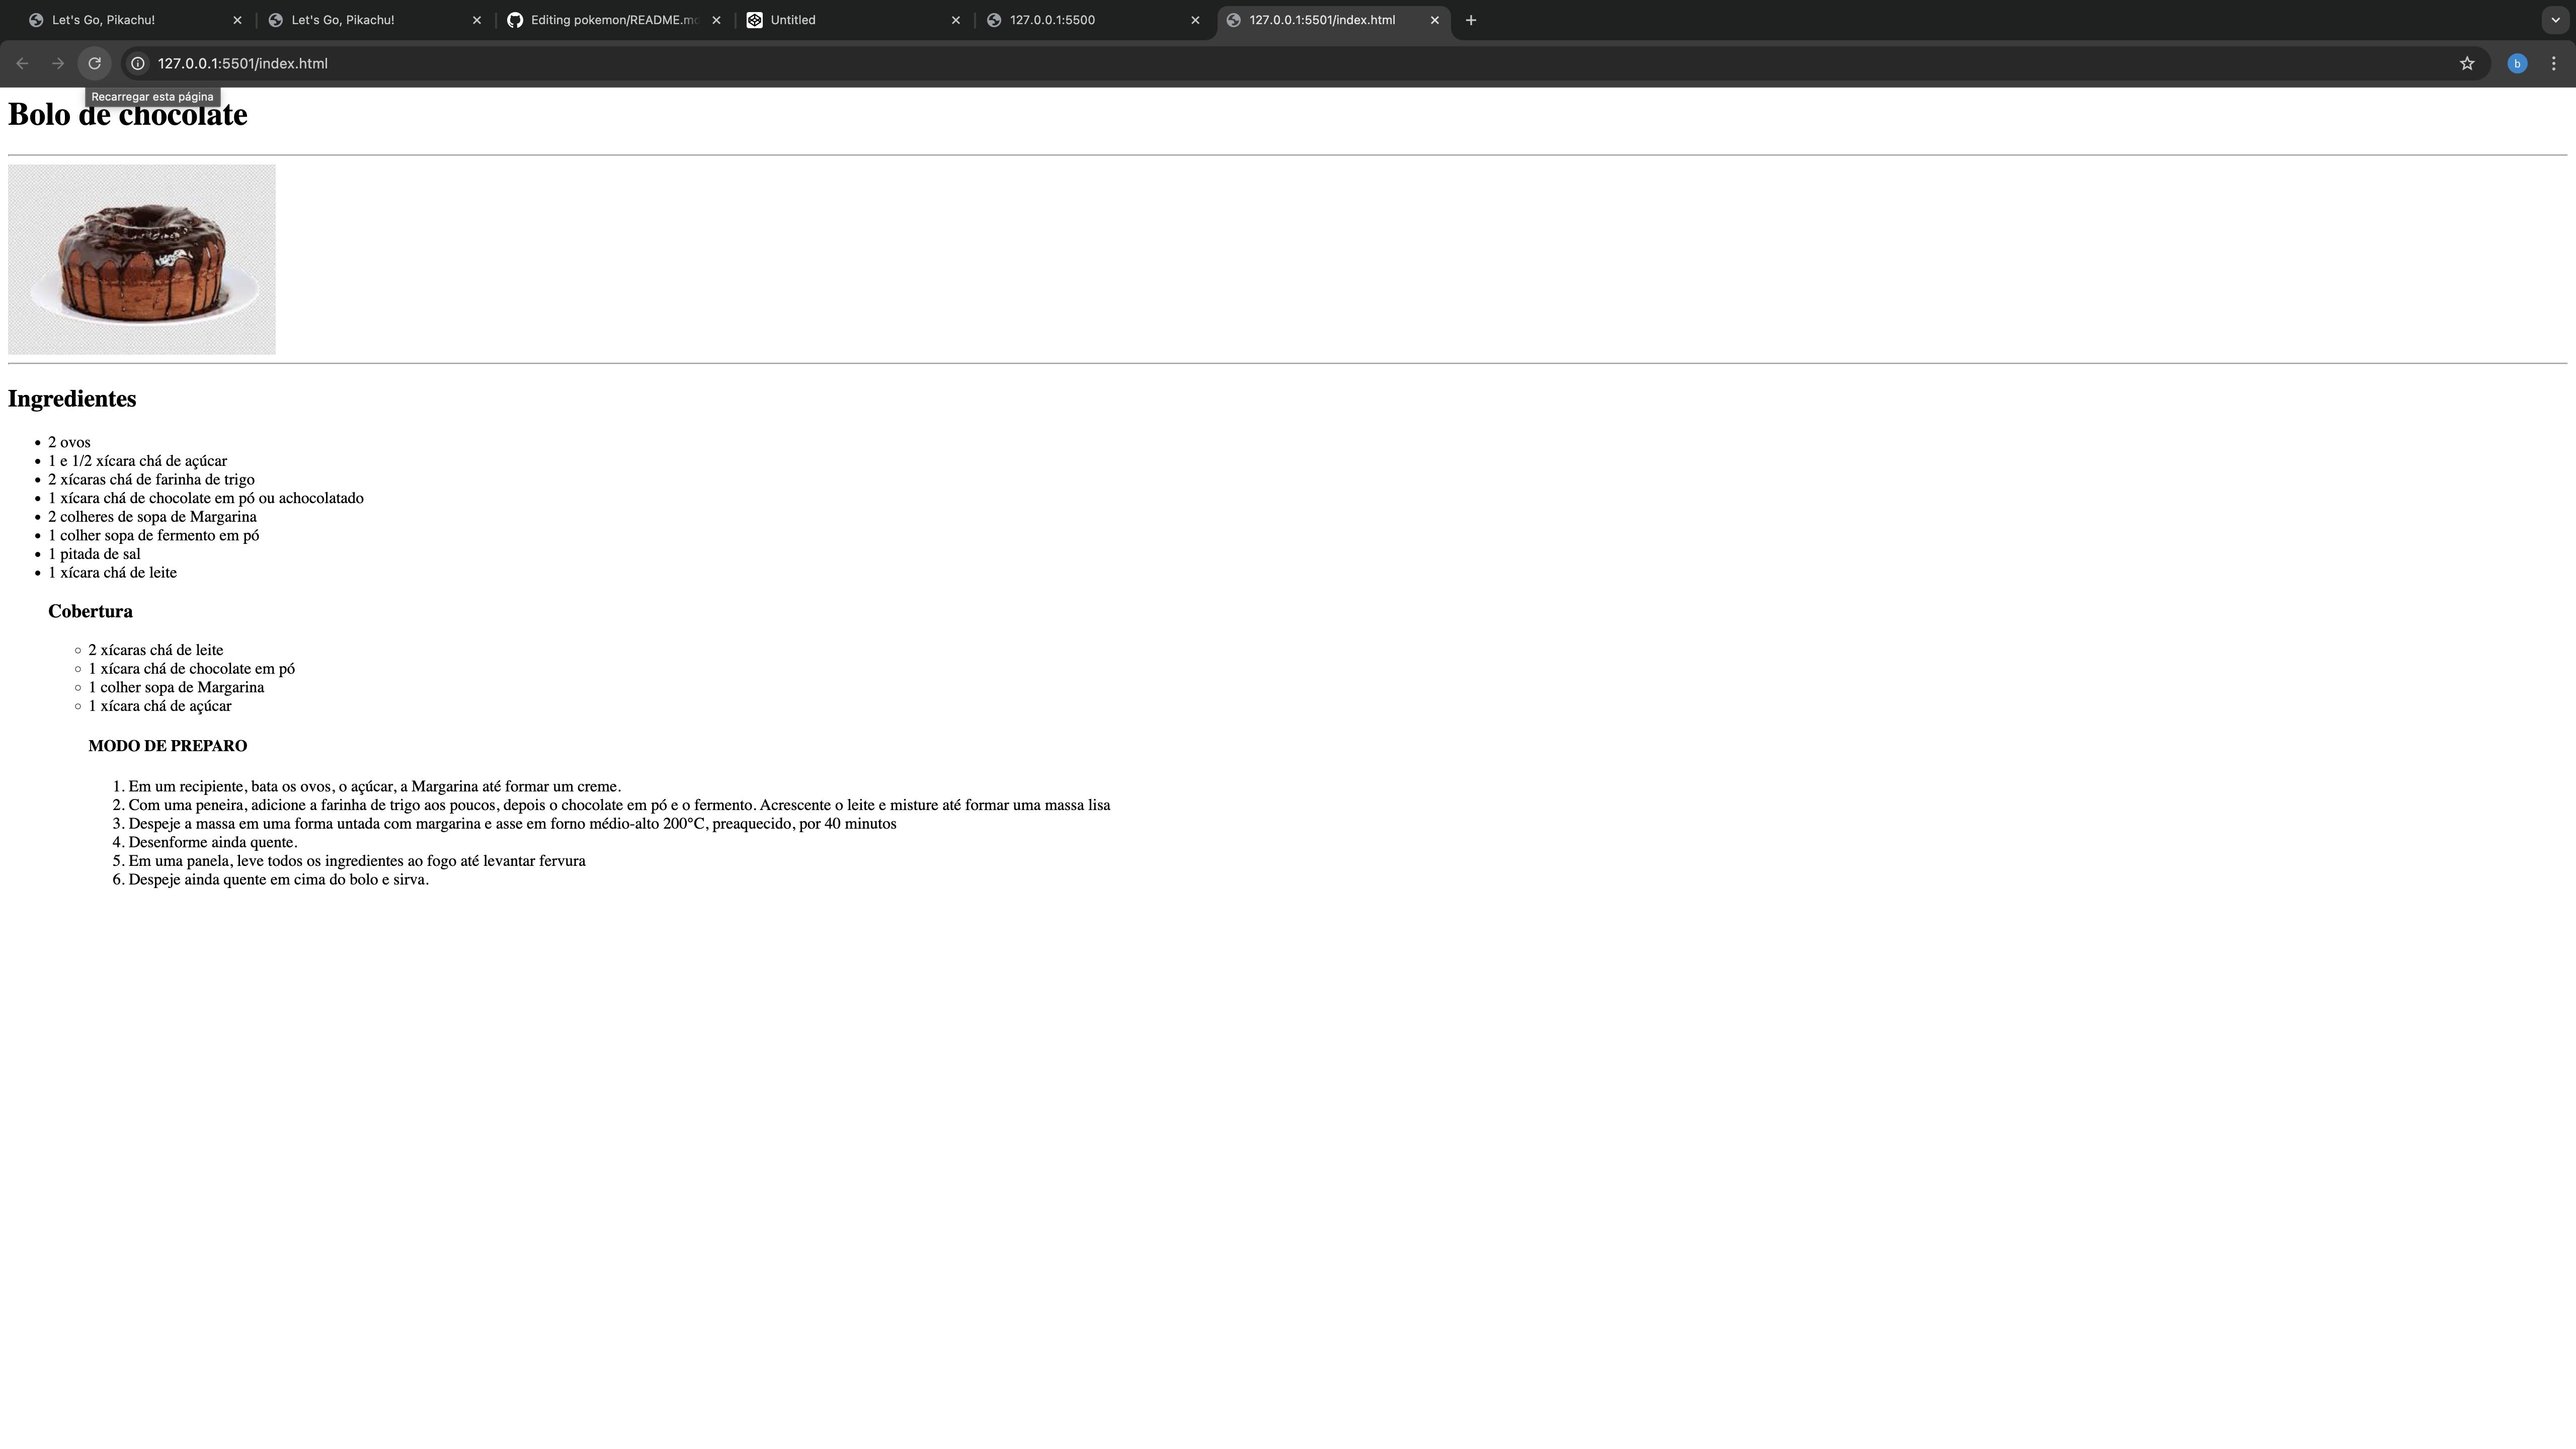 Let's Go, Pikachu!
Let's Go, Pikachu!
Editing pokemon/README.md
Untitled
127.0.0.1:5500
127.0.0.1:5501/index.html
127.0.0.1:5501/index.html
b
Recarregar esta página
Bolo de chocolate
Ingredientes
• 2 ovos
• 1 e 1/2 xícara chá de açúcar
• 2 xícaras chá de farinha de trigo
• 1 xícara chá de chocolate em pó ou achocolatado
• 2 colheres de sopa de Margarina
• 1 colher sopa de fermento em pó
• 1 pitada de sal
• 1 xícara chá de leite
Cobertura
◦ 2 xícaras chá de leite
◦ 1 xícara chá de chocolate em pó
◦ 1 colher sopa de Margarina
◦ 1 xícara chá de açúcar
MODO DE PREPARO
1. Em um recipiente, bata os ovos, o açúcar, a Margarina até formar um creme.
2. Com uma peneira, adicione a farinha de trigo aos poucos, depois o chocolate em pó e o fermento. Acrescente o leite e misture até formar uma massa lisa
3. Despeje a massa em uma forma untada com margarina e asse em forno médio-alto 200°C, preaquecido, por 40 minutos
4. Desenforme ainda quente.
5. Em uma panela, leve todos os ingredientes ao fogo até levantar fervura
6. Despeje ainda quente em cima do bolo e sirva.